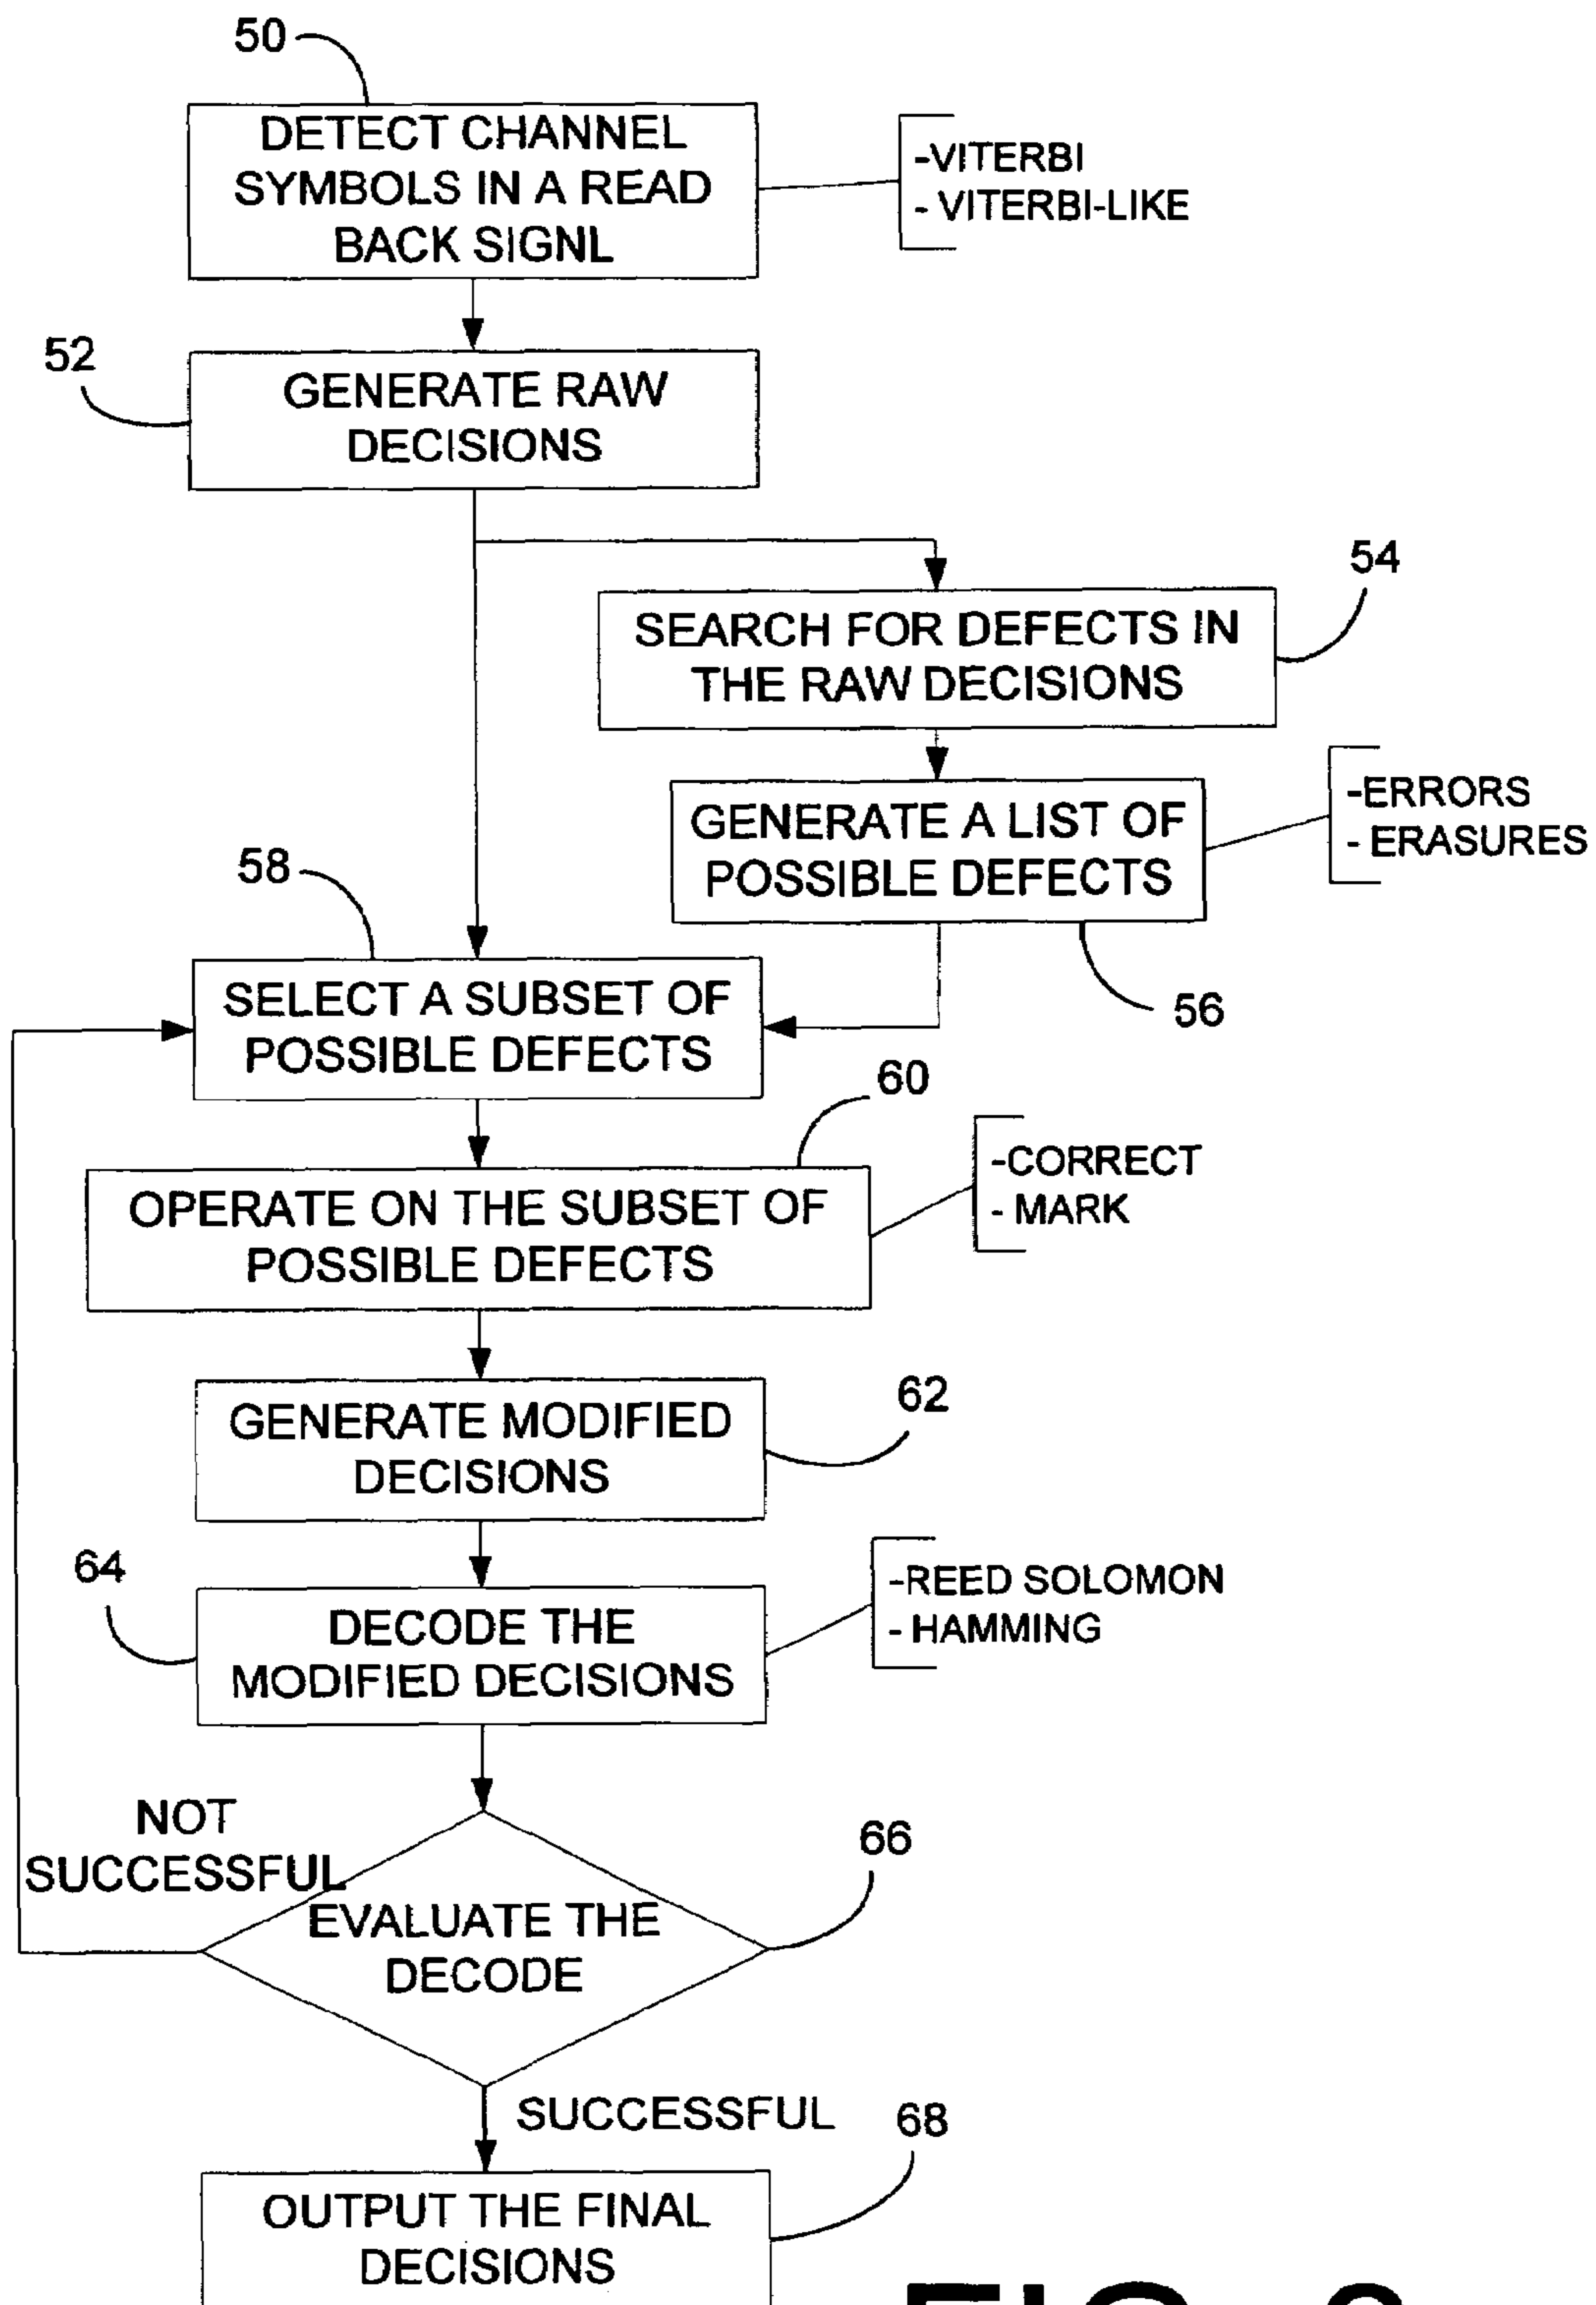 50
DETECT CHANNEL
SYMBOLS IN A READ
BACK SIGNL
-VITERBI
- VITERBI-LIKE
52
GENERATE RAW
DECISIONS
54
SEARCH FOR DEFECTS IN
THE RAW DECISIONS
GENERATE A LIST OF
POSSIBLE DEFECTS
-ERRORS
- ERASURES
56
58
SELECT A SUBSET OF
POSSIBLE DEFECTS
60
OPERATE ON THE SUBSET OF
POSSIBLE DEFECTS
-CORRECT
- MARK
62
GENERATE MODIFIED
DECISIONS
64
DECODE THE
MODIFIED DECISIONS
-REED SOLOMON
- HAMMING
NOT
SUCCESSFUL
66
EVALUATE THE
DECODE
SUCCESSFUL
68
OUTPUT THE FINAL
DECISIONS